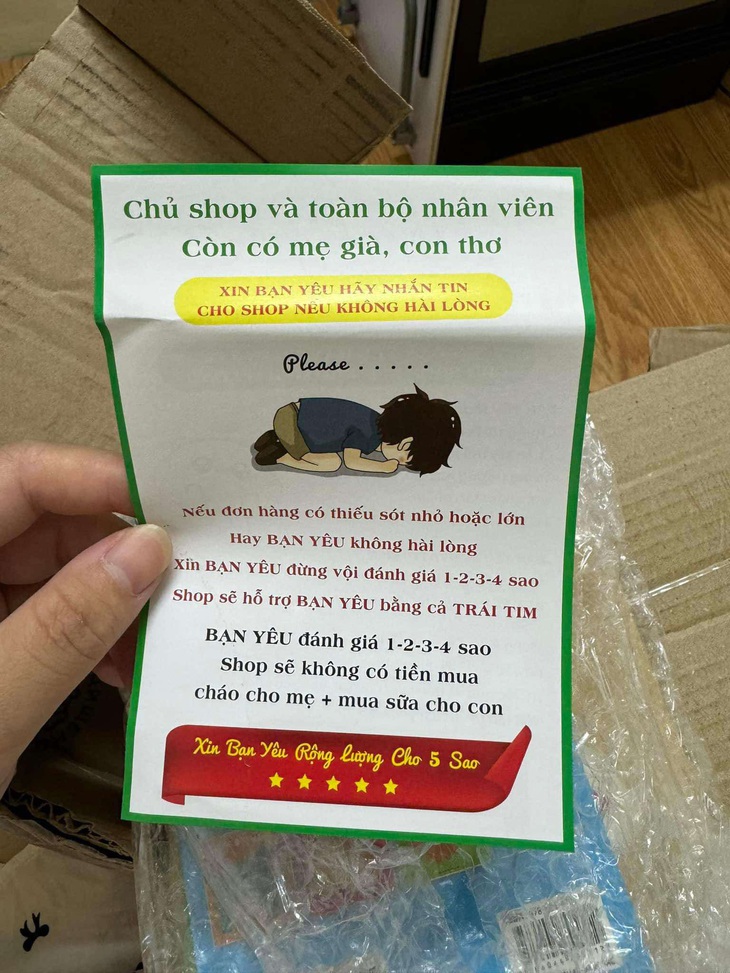 Chủ shop và toàn bộ nhân viên
Còn có mẹ già, con thơ
XIN BẠN YÊU HÃY NHẮN TIN
CHO SHOP NẾU KHÔNG HÀI LÒNG
Please . . . . .
Nếu đơn hàng có thiếu sót nhỏ hoặc lớn
Hay BẠN YÊU không hài lòng
Xin BẠN YÊU đừng vội đánh giá 1-2-3-4 sao
Shop sẽ hỗ trợ BẠN YÊU bằng cả TRÁI TIM
BẠN YÊU đánh giá 1-2-3-4 sao
Shop sẽ không có tiền mua
cháo cho mẹ + mua sữa cho con
Xin Bạn Yêu Rộng Lượng Cho 5 Sao